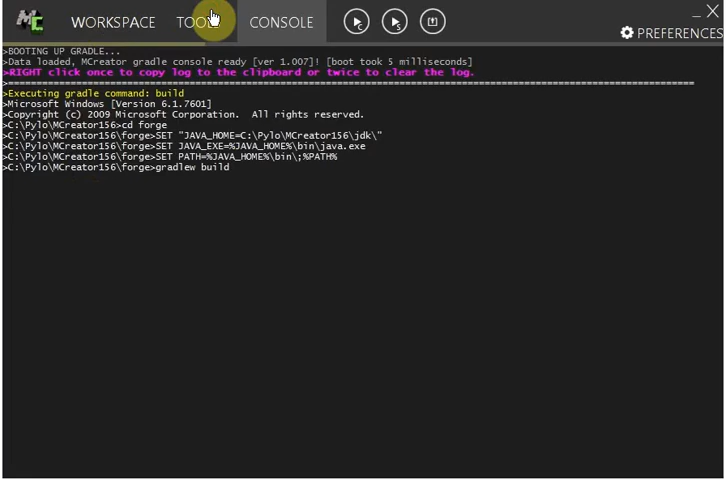 WORKSPACE
CONSOLE
PREFERENCES
>BOOTING UP GRADLE...
>Data loaded, MCreator gradle console ready [ver 1.007]! [boot took 5 milliseconds]
>RIGHT click once to copy log to the clipboard or twice to clear the log.
>Executing gradle command: build
>Microsoft Windows [Version 6.1.7601]
>Copyright (c) 2009 Microsoft Corporation.  All rights reserved.
>C:\Pylo\MCreator156>cd forge
>C:\Pylo\MCreator156\forge>SET "JAVA_HOME=C:\Pylo\MCreator156\jdk\"
>C:\Pylo\MCreator156\forge>SET JAVA_EXE=%JAVA_HOME%\bin\java.exe
>C:\Pylo\MCreator156\forge>SET PATH=%JAVA_HOME%\bin\;%PATH%
>C:\Pylo\MCreator156\forge>gradlew build